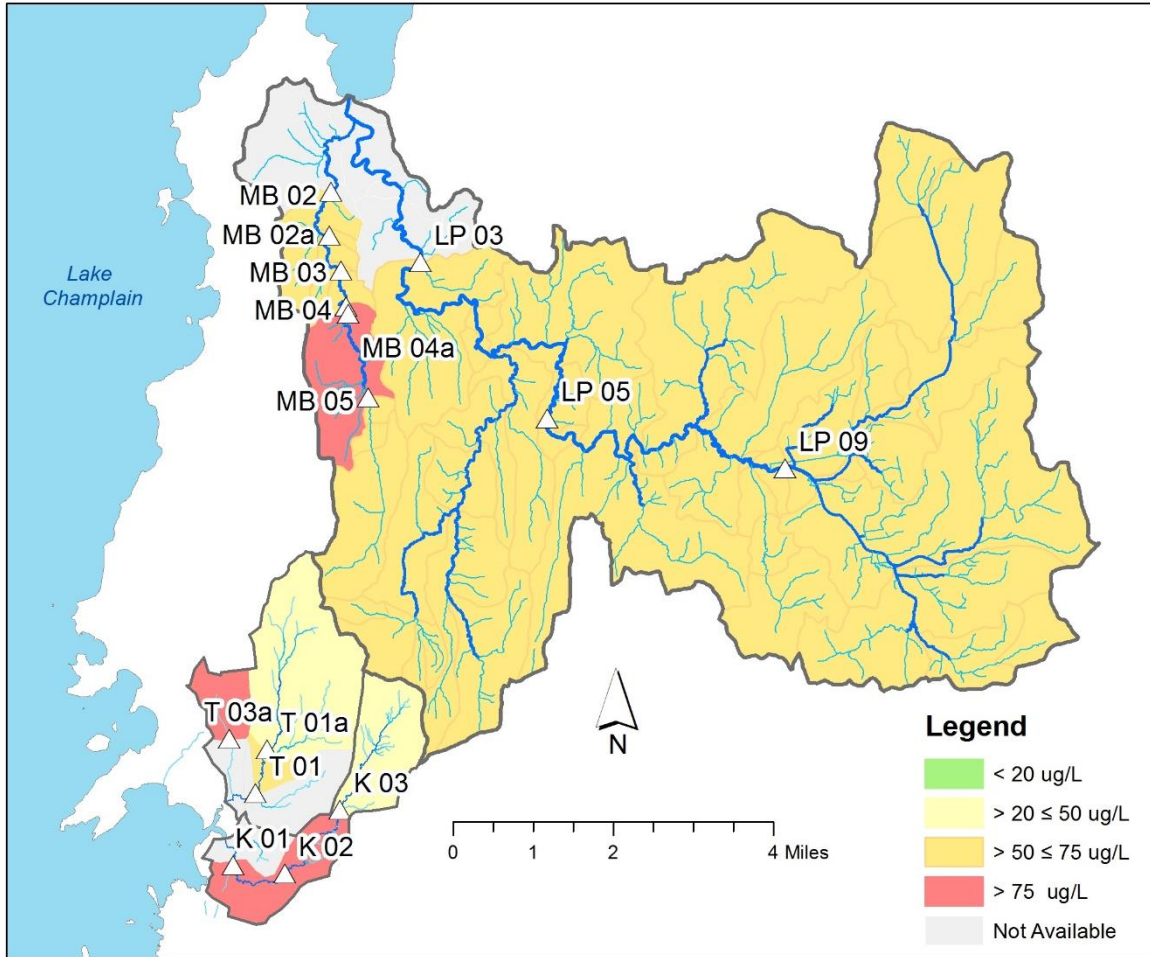 MB 02
MB 02a
LP 03
Lake
Champlain
MB 03
MB 04
MB 04a
MB 05
LP 05
LP 09
N
T 03a
T 01a
T 01
K 03
K 01
K 02
0 1 2 4 Miles
Legend
< 20 ug/L
> 20 ≤ 50 ug/L
> 50 ≤ 75 ug/L
> 75 ug/L
Not Available